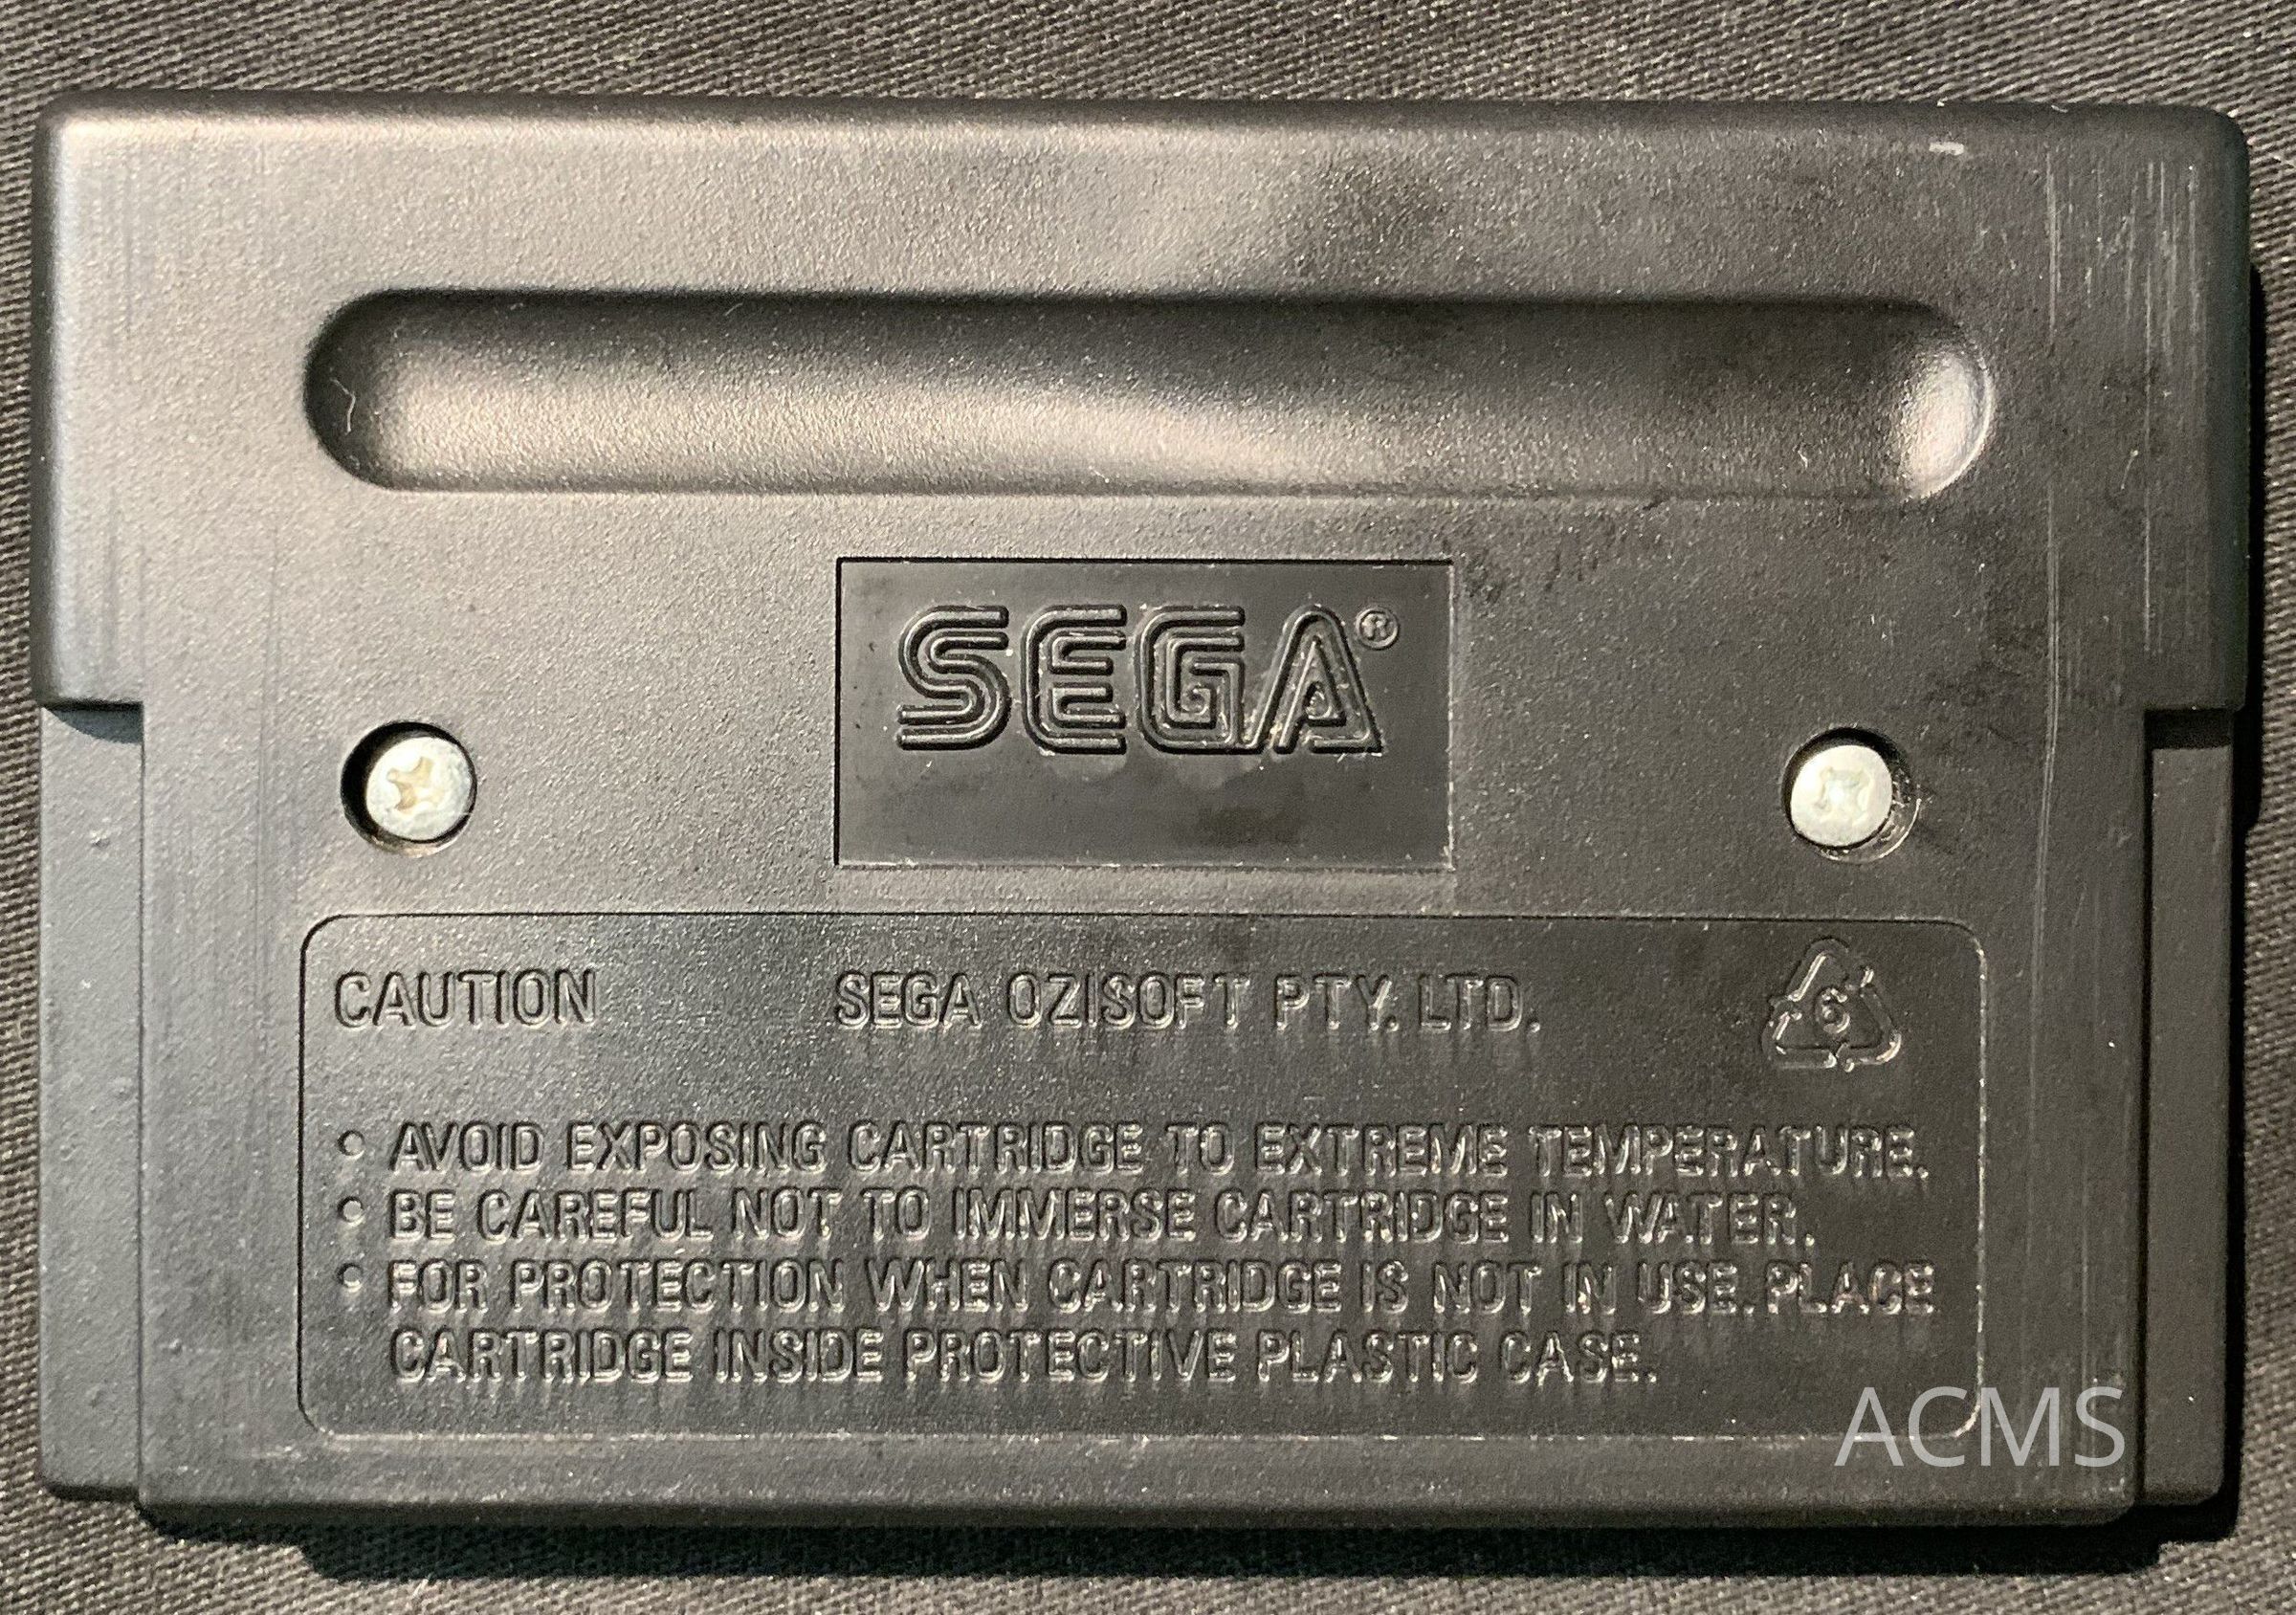 SEGA®
CAUTION SEGA OZISOFT PTY. LTD. 6
• AVOID EXPOSING CARTRIDGE TO EXTREME TEMPERATURE.
• BE CAREFUL NOT TO IMMERSE CARTRIDGE IN WATER.
• FOR PROTECTION WHEN CARTRIDGE IS NOT IN USE. PLACE
CARTRIDGE INSIDE PROTECTIVE PLASTIC CASE.
ACMS